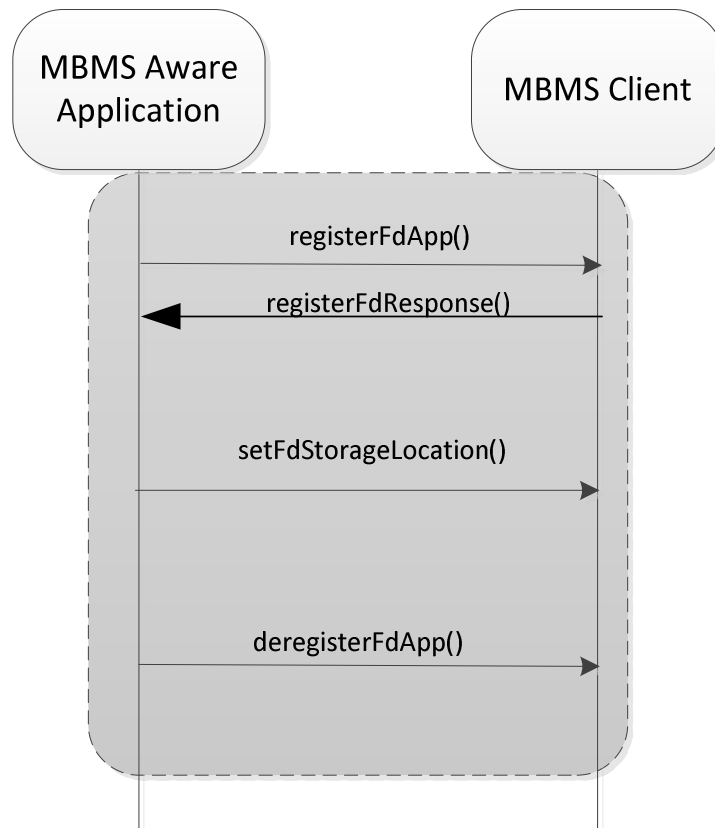 MBMS Aware
Application
MBMS Client
registerFdApp()
registerFdResponse()
setFdStorageLocation()
deregisterFdApp()